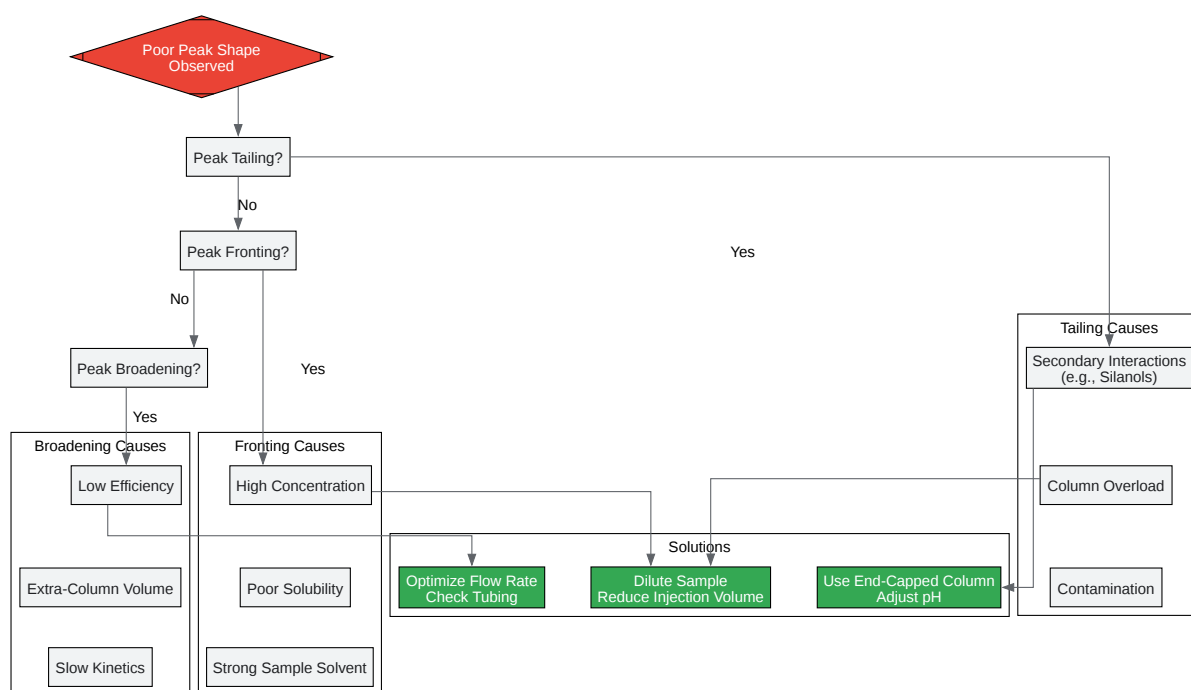 Poor Peak Shape
Observed
Peak Tailing?
No
Peak Fronting?
Yes
No
Tailing Causes
Peak Broadening?
Yes
Secondary Interactions
(e.g., Silanols)
Yes
Broadening Causes
Fronting Causes
Low Efficiency
High Concentration
Column Overload
Solutions
Extra-Column Volume
Poor Solubility
Optimize Flow Rate
Check Tubing
Dilute Sample
Reduce Injection Volume
Use End-Capped Column
Adjust pH
Contamination
Slow Kinetics
Strong Sample Solvent